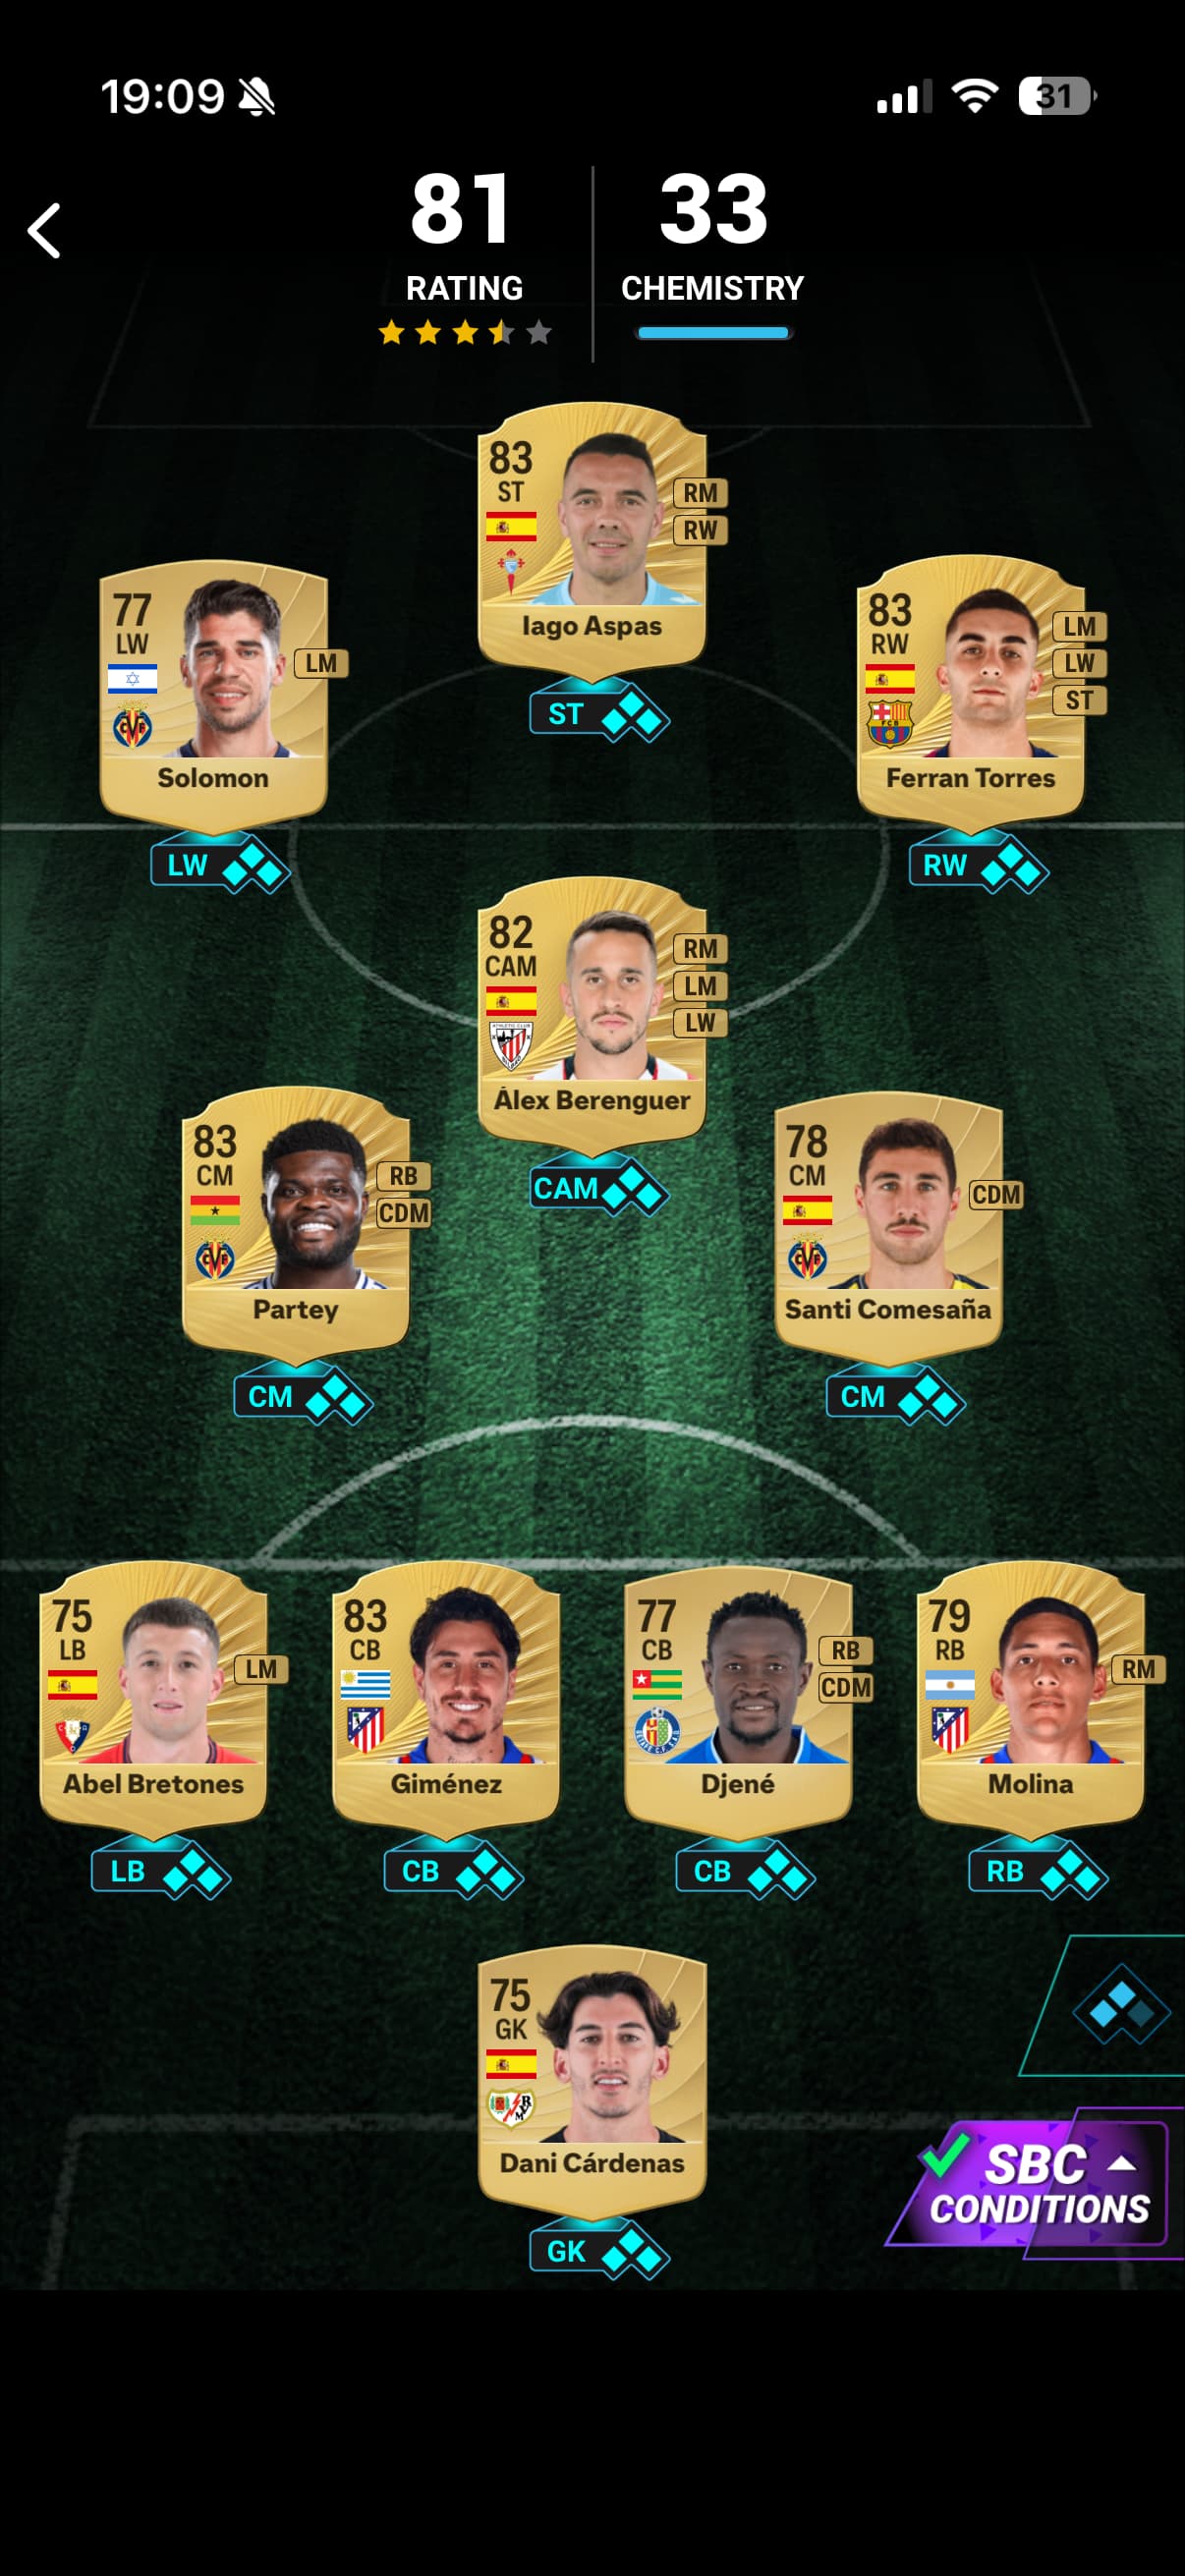 19:09
31
81
33
RATING
CHEMISTRY
83
ST
RM
RW
Iago Aspas
ST
77
LW
LM
Solomon
LW
83
RW
LM
LW
ST
Ferran Torres
RW
82
CAM
RM
LM
LW
Álex Berenguer
CAM
83
CM
RB
CDM
Partey
CM
78
CM
CDM
Santi Comesaña
CM
75
LB
LM
Abel Bretones
LB
83
CB
Giménez
CB
77
CB
RB
CDM
Djené
CB
79
RB
RM
Molina
RB
75
GK
Dani Cárdenas
GK
SBC
CONDITIONS